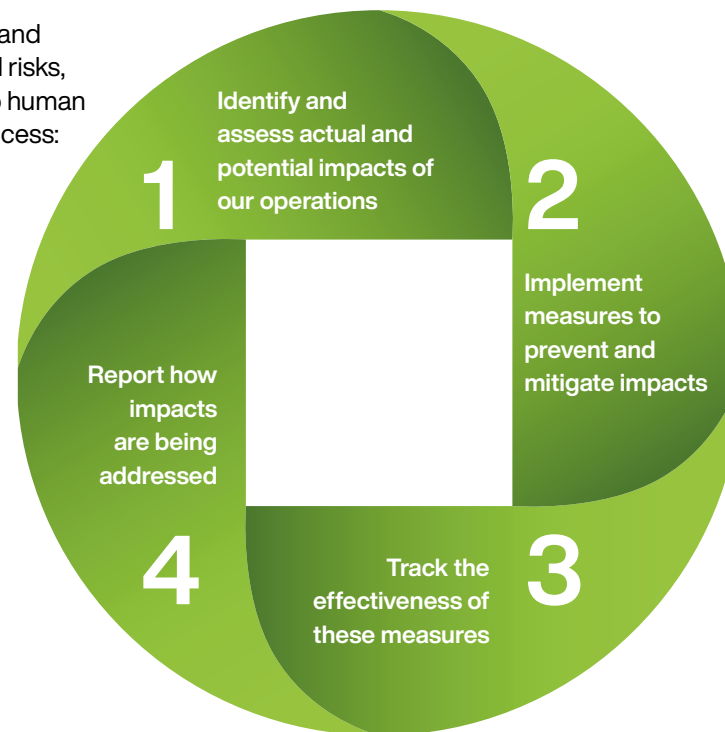 and
risks,
human
cess:
1
Identify and
assess actual and
potential impacts of
our operations
2
Implement
measures to
prevent and
mitigate impacts
3
Track the
effectiveness of
these measures
4
Report how
impacts
are being
addressed